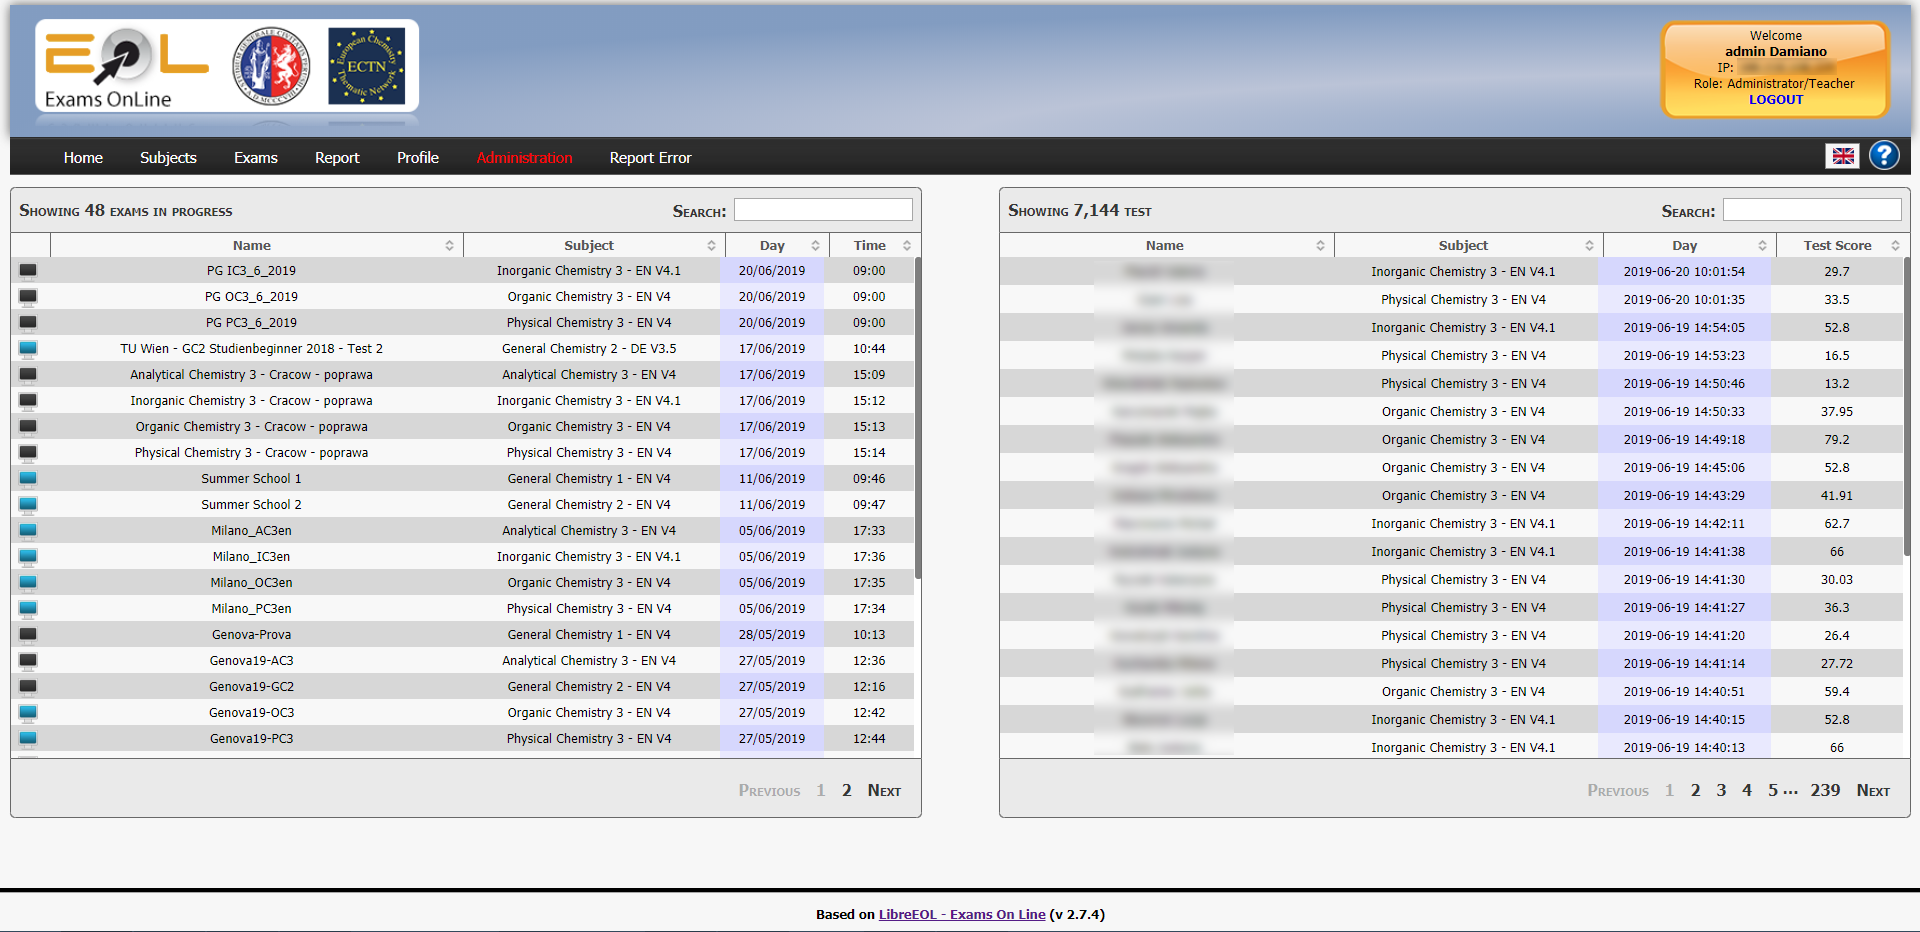 EOL
Exams OnLine
European Chemistry Thematic Network
ECTN
Welcome
admin Damiano
IP:
Role: Administrator/Teacher
LOGOUT
Home Subjects Exams Report Profile Administration Report Error
?
Showing 48 exams in progress Search:
Name Subject Day Time
PG IC3_6_2019 Inorganic Chemistry 3 - EN V4.1 20/06/2019 09:00
PG OC3_6_2019 Organic Chemistry 3 - EN V4 20/06/2019 09:00
PG PC3_6_2019 Physical Chemistry 3 - EN V4 20/06/2019 09:00
TU Wien - GC2 Studienbeginner 2018 - Test 2 General Chemistry 2 - DE V3.5 17/06/2019 10:44
Analytical Chemistry 3 - Cracow - poprawa Analytical Chemistry 3 - EN V4 17/06/2019 15:09
Inorganic Chemistry 3 - Cracow - poprawa Inorganic Chemistry 3 - EN V4.1 17/06/2019 15:12
Organic Chemistry 3 - Cracow - poprawa Organic Chemistry 3 - EN V4 17/06/2019 15:13
Physical Chemistry 3 - Cracow - poprawa Physical Chemistry 3 - EN V4 17/06/2019 15:14
Summer School 1 General Chemistry 1 - EN V4 11/06/2019 09:46
Summer School 2 General Chemistry 2 - EN V4 11/06/2019 09:47
Milano_AC3en Analytical Chemistry 3 - EN V4 05/06/2019 17:33
Milano_IC3en Inorganic Chemistry 3 - EN V4.1 05/06/2019 17:36
Milano_OC3en Organic Chemistry 3 - EN V4 05/06/2019 17:35
Milano_PC3en Physical Chemistry 3 - EN V4 05/06/2019 17:34
Genova-Prova General Chemistry 1 - EN V4 28/05/2019 10:13
Genova19-AC3 Analytical Chemistry 3 - EN V4 27/05/2019 12:36
Genova19-GC2 General Chemistry 2 - EN V4 27/05/2019 12:16
Genova19-OC3 Organic Chemistry 3 - EN V4 27/05/2019 12:42
Genova19-PC3 Physical Chemistry 3 - EN V4 27/05/2019 12:44
Previous 1 2 Next
Showing 7,144 test Search:
Name Subject Day Test Score
Inorganic Chemistry 3 - EN V4.1 2019-06-20 10:01:54 29.7
Physical Chemistry 3 - EN V4 2019-06-20 10:01:35 33.5
Inorganic Chemistry 3 - EN V4.1 2019-06-19 14:54:05 52.8
Physical Chemistry 3 - EN V4 2019-06-19 14:53:23 16.5
Physical Chemistry 3 - EN V4 2019-06-19 14:50:46 13.2
Organic Chemistry 3 - EN V4 2019-06-19 14:50:33 37.95
Organic Chemistry 3 - EN V4 2019-06-19 14:49:18 79.2
Organic Chemistry 3 - EN V4 2019-06-19 14:45:06 52.8
Organic Chemistry 3 - EN V4 2019-06-19 14:43:29 41.91
Inorganic Chemistry 3 - EN V4.1 2019-06-19 14:42:11 62.7
Inorganic Chemistry 3 - EN V4.1 2019-06-19 14:41:38 66
Physical Chemistry 3 - EN V4 2019-06-19 14:41:30 30.03
Physical Chemistry 3 - EN V4 2019-06-19 14:41:27 36.3
Physical Chemistry 3 - EN V4 2019-06-19 14:41:20 26.4
Physical Chemistry 3 - EN V4 2019-06-19 14:41:14 27.72
Organic Chemistry 3 - EN V4 2019-06-19 14:40:51 59.4
Inorganic Chemistry 3 - EN V4.1 2019-06-19 14:40:15 52.8
Inorganic Chemistry 3 - EN V4.1 2019-06-19 14:40:13 66
Previous 1 2 3 4 5 ... 239 Next
Based on LibreEOL - Exams On Line (v 2.7.4)